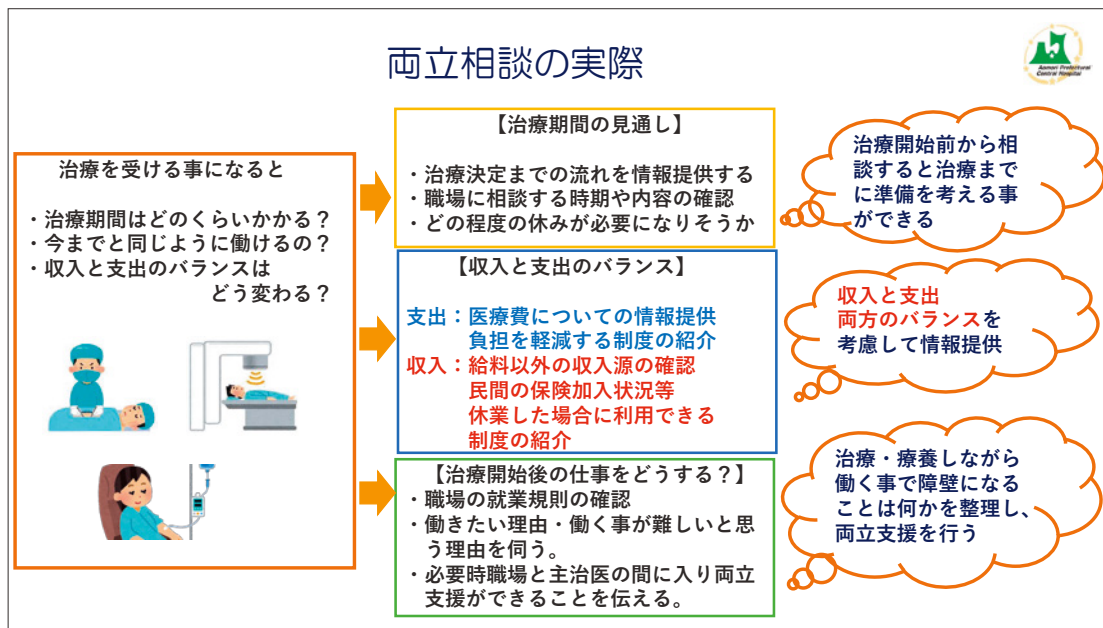 両立相談の実際
Aomori Prefectural
Central Hospital
治療を受ける事になると
・治療期間はどのくらいかかる？
・今までと同じように働けるの？
・収入と支出のバランスは
どう変わる？
【治療期間の見通し】
・治療決定までの流れを情報提供する
・職場に相談する時期や内容の確認
・どの程度の休みが必要になりそうか
治療開始前から相
談すると治療まで
に準備を考える事
ができる
【収入と支出のバランス】
支出：医療費についての情報提供
負担を軽減する制度の紹介
収入：給料以外の収入源の確認
民間の保険加入状況等
休業した場合に利用できる
制度の紹介
収入と支出
両方のバランスを
考慮して情報提供
【治療開始後の仕事をどうする？】
・職場の就業規則の確認
・働きたい理由・働く事が難しいと思
う理由を伺う。
・必要時職場と主治医の間に入り両立
支援ができることを伝える。
治療・療養しながら
働く事で障壁になる
ことは何かを整理し、
両立支援を行う